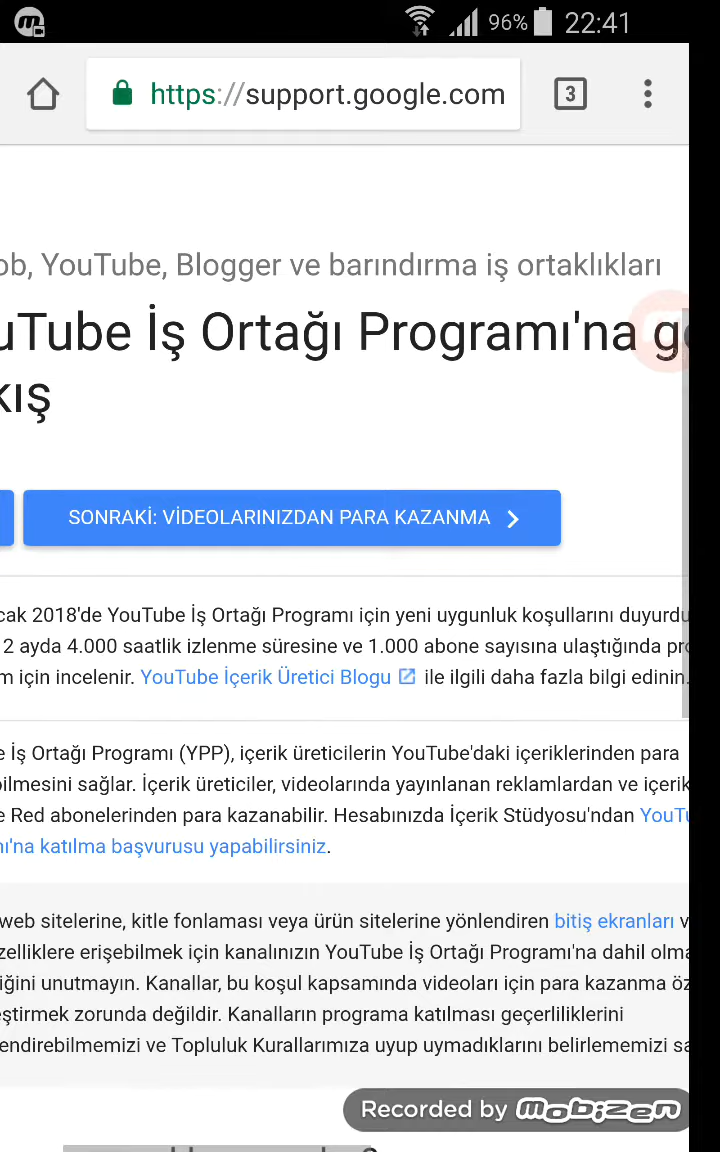 96% 22:41
https://support.google.com 3
YouTube, Blogger ve barındırma iş ortaklıkları
uTube İş Ortağı Programı'na
kış
SONRAKİ: VİDEOLARINIZDAN PARA KAZANMA
cak 2018'de YouTube İş Ortağı Programı için yeni uygunluk koşullarını duyurdu
2 ayda 4.000 saatlik izlenme süresine ve 1.000 abone sayısına ulaştığında
m için incelenir. YouTube İçerik Üretici Blogu ile ilgili daha fazla bilgi edinin.
e İş Ortağı Programı (YPP), içerik üreticilerin YouTube'daki içeriklerinden para
bilmesini sağlar. İçerik üreticiler, videolarında yayınlanan reklamlardan ve içerik
e Red abonelerinden para kazanabilir. Hesabınızda İçerik Stüdyosu'ndan YouTu
ı'na katılma başvurusu yapabilirsiniz.
web sitelerine, kitle fonlaması veya ürün sitelerine yönlendiren bitiş ekranları v
zelliklere erişebilmek için kanalınızın YouTube İş Ortağı Programı'na dahil olma
iğini unutmayın. Kanallar, bu koşul kapsamında videoları için para kazanma öz
eştirmek zorunda değildir. Kanalların programa katılması geçerliliklerini
endirebilmemizi ve Topluluk Kurallarımıza uyup uymadıklarını belirlememizi sa
Recorded by mobizen